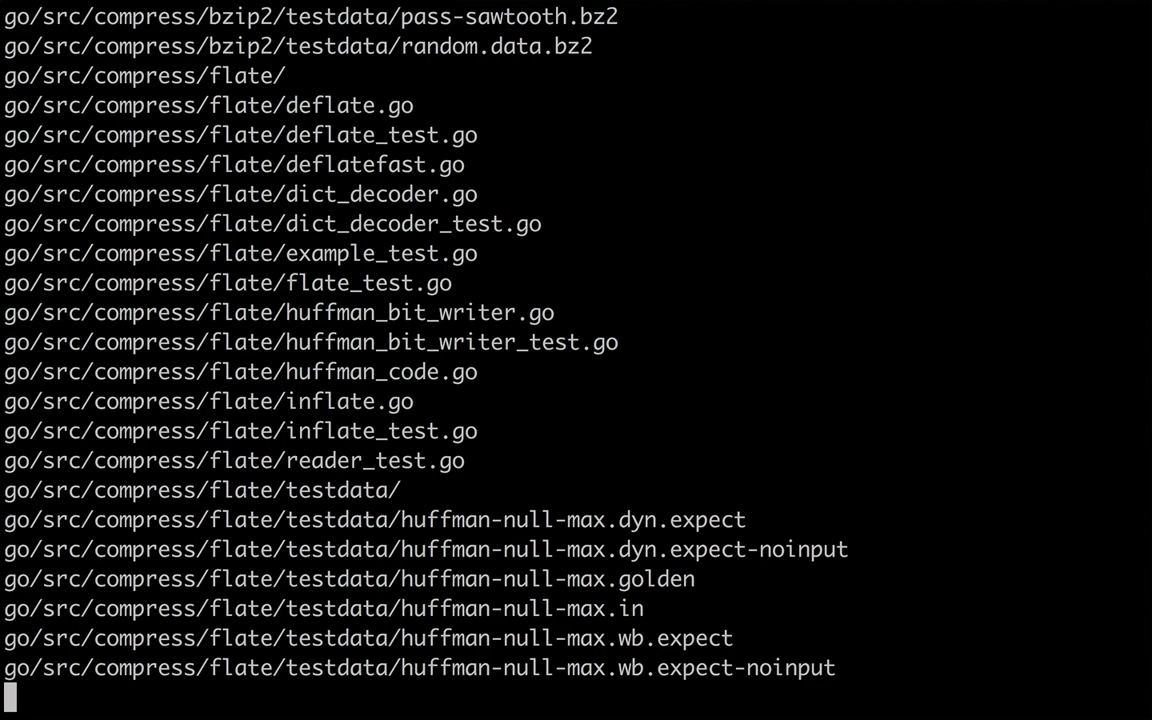 go/src/compress/bzip2/testdata/pass-sawtooth.bz2
go/src/compress/bzip2/testdata/random.data.bz2
go/src/compress/flate/
go/src/compress/flate/deflate.go
go/src/compress/flate/deflate_test.go
go/src/compress/flate/deflatefast.go
go/src/compress/flate/dict_decoder.go
go/src/compress/flate/dict_decoder_test.go
go/src/compress/flate/example_test.go
go/src/compress/flate/flate_test.go
go/src/compress/flate/huffman_bit_writer.go
go/src/compress/flate/huffman_bit_writer_test.go
go/src/compress/flate/huffman_code.go
go/src/compress/flate/inflate.go
go/src/compress/flate/inflate_test.go
go/src/compress/flate/reader_test.go
go/src/compress/flate/testdata/
go/src/compress/flate/testdata/huffman-null-max.dyn.expect
go/src/compress/flate/testdata/huffman-null-max.dyn.expect-noinput
go/src/compress/flate/testdata/huffman-null-max.golden
go/src/compress/flate/testdata/huffman-null-max.in
go/src/compress/flate/testdata/huffman-null-max.wb.expect
go/src/compress/flate/testdata/huffman-null-max.wb.expect-noinput